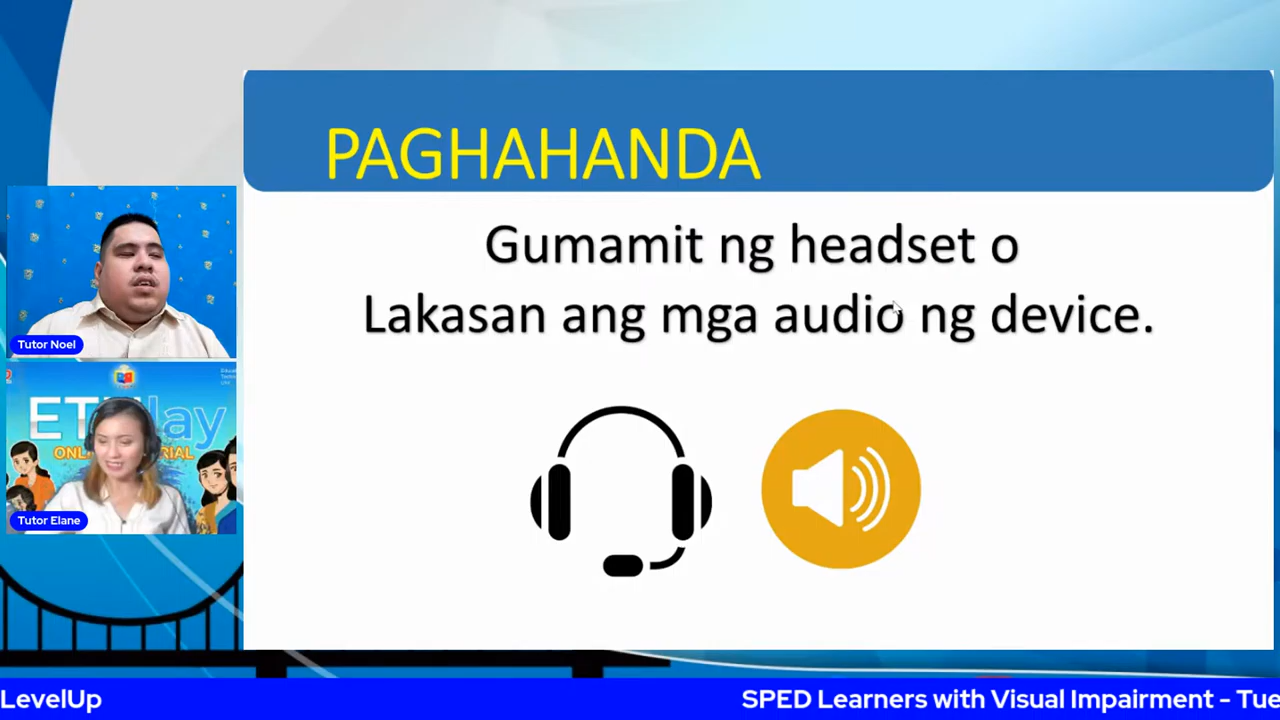 PAGHAHANDA
Gumamit ng headset o
Lakasan ang mga audio ng device.
Tutor Noel
Tutor Elane
LevelUp
SPED Learners with Visual Impairment - Tue